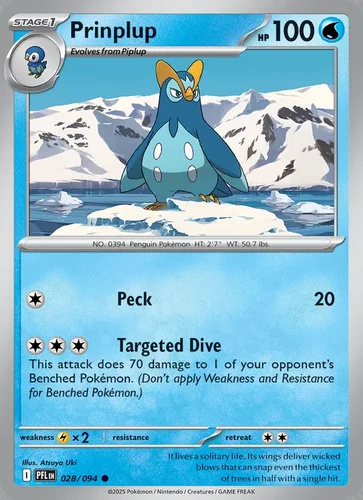 STAGE1 Prinplup HP 100
Evolves from Piplup
NO. 0394 Penguin Pokémon HT: 2'7" WT: 50.7 lbs.
Peck 20
Targeted Dive
This attack does 70 damage to 1 of your opponent's
Benched Pokémon. (Don't apply Weakness and Resistance
for Benched Pokémon.)
weakness ×2 resistance retreat
Illus. Atsuya Uki
I PFL EN 028/094
It lives a solitary life. Its wings deliver wicked
blows that can snap even the thickest
of trees in half with a single hit.
©2025 Pokémon / Nintendo / Creatures / GAME FREAK